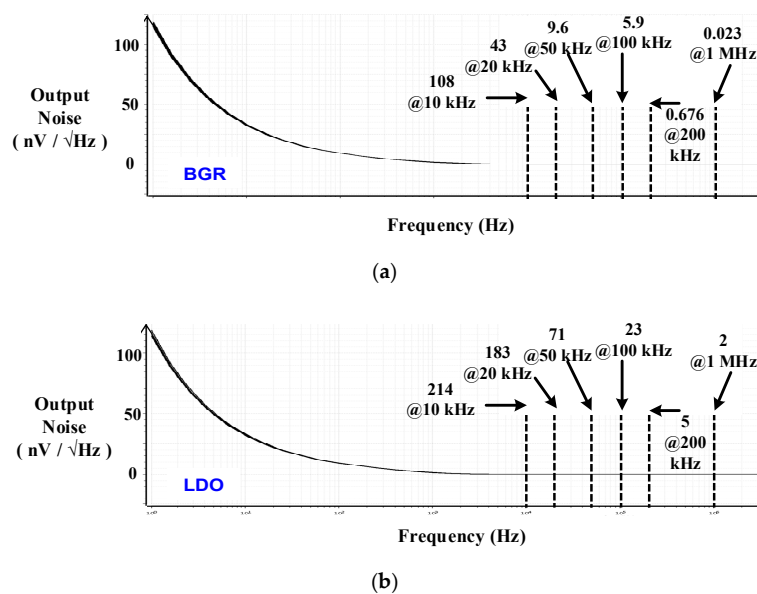 100
50
0
Output
Noise
( nV / √Hz )
BGR
108
@10 kHz
43
@20 kHz
9.6
@50 kHz
5.9
@100 kHz
0.676
@200
kHz
0.023
@1 MHz
Frequency (Hz)
(a)
100
50
0
Output
Noise
( nV / √Hz )
LDO
214
@10 kHz
183
@20 kHz
71
@50 kHz
23
@100 kHz
5
@200
kHz
2
@1 MHz
Frequency (Hz)
(b)